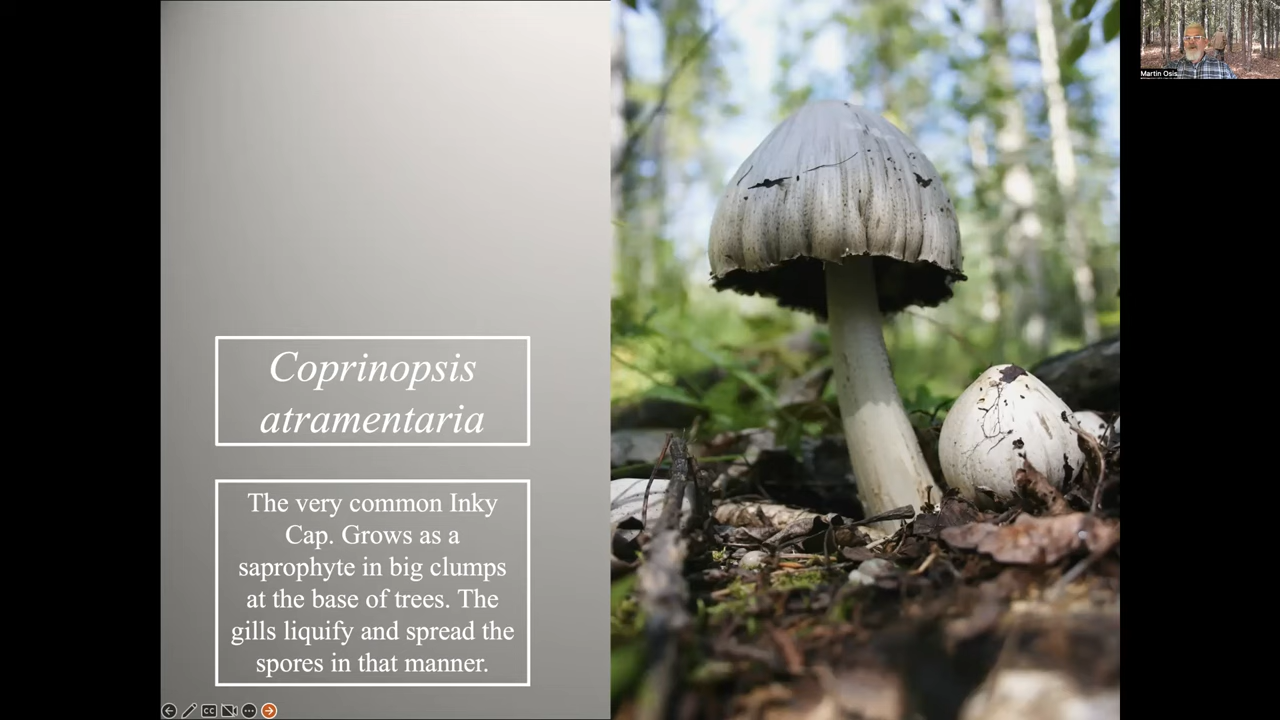 Coprinopsis
atramentaria
The very common Inky
Cap. Grows as a
saprophyte in big clumps
at the base of trees. The
gills liquify and spread the
spores in that manner.
Martin Osis
CC